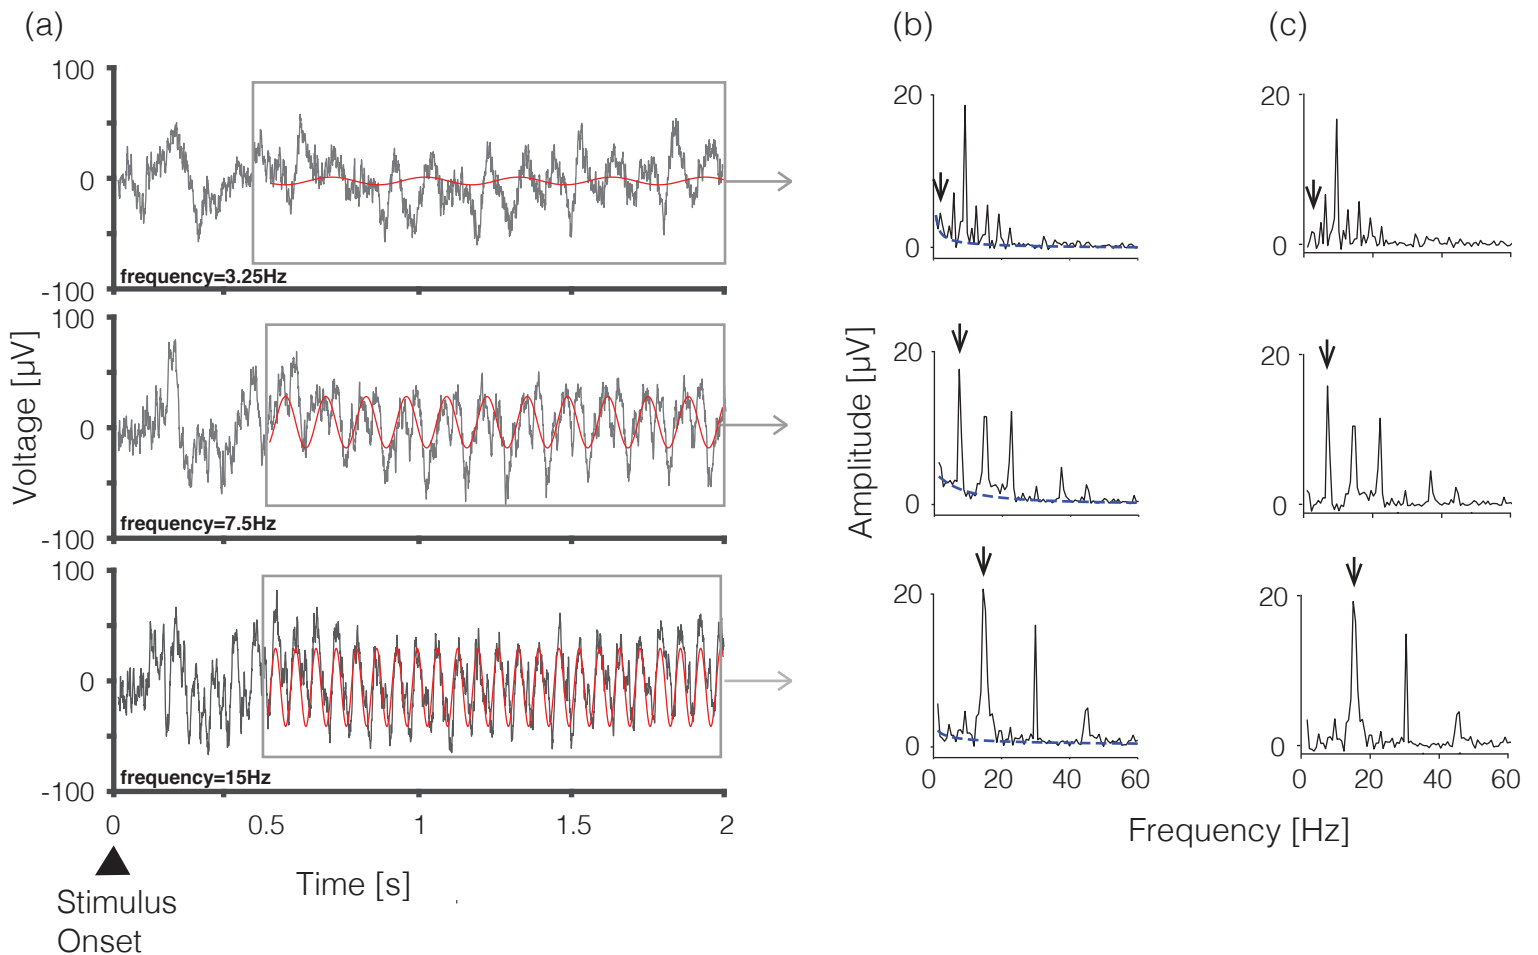 (a)
(b)
(c)
100
0
-100
frequency=3.25Hz
100
0
-100
frequency=7.5Hz
100
0
-100
frequency=15Hz
Voltage [µV]
0
0.5
1
1.5
2
Time [s]
Stimulus
Onset
20
0
20
0
20
0
0
20
40
60
Amplitude [µV]
20
0
20
0
20
0
0
20
40
60
Frequency [Hz]